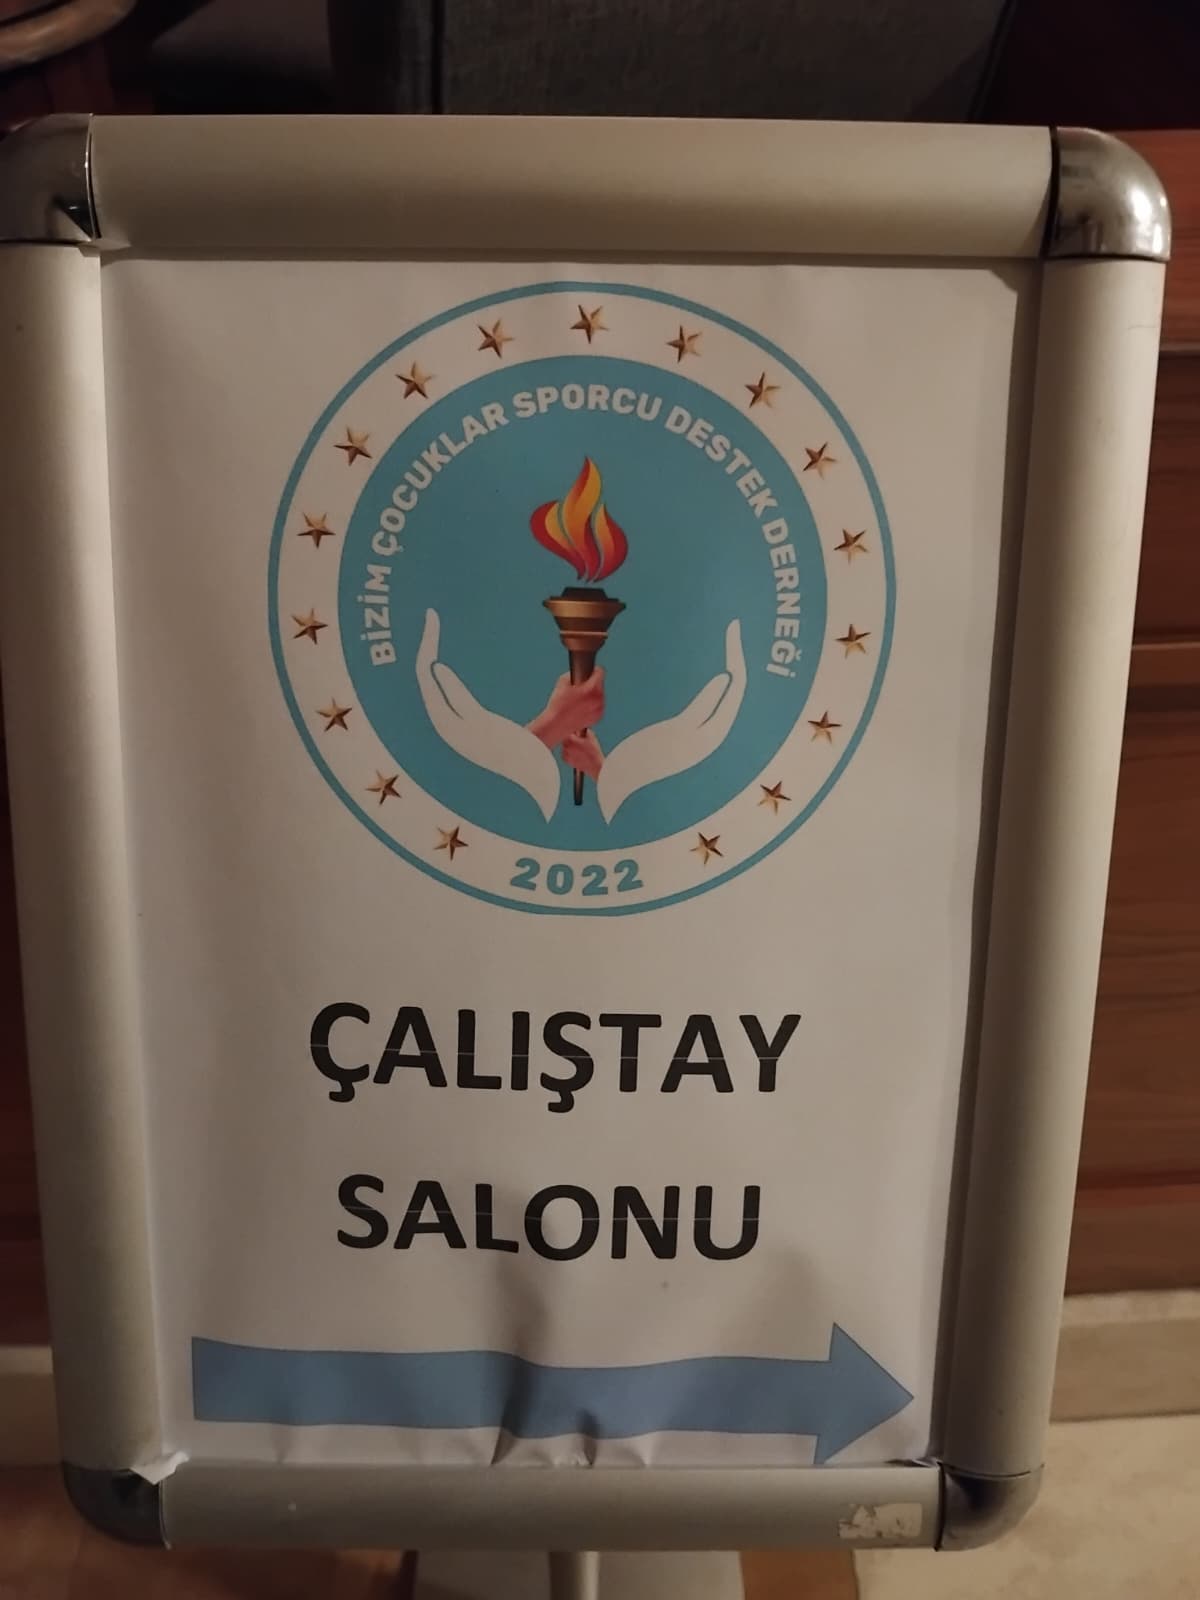 BİZİM ÇOCUKLAR SPORCU DESTEK DERNEĞİ
2022
ÇALIŞTAY
SALONU